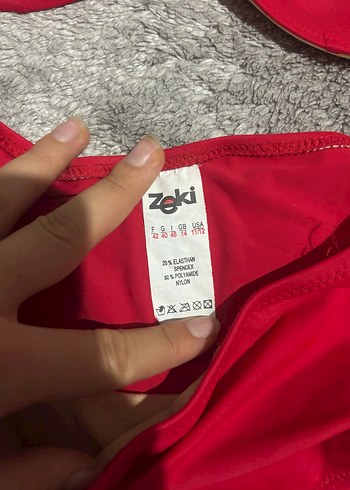 Zeki
F G I GB USA
42 40 48 14 11/12
20 % ELASTHAN
SPENDEX
80 % POLYAMIDE
NYLON